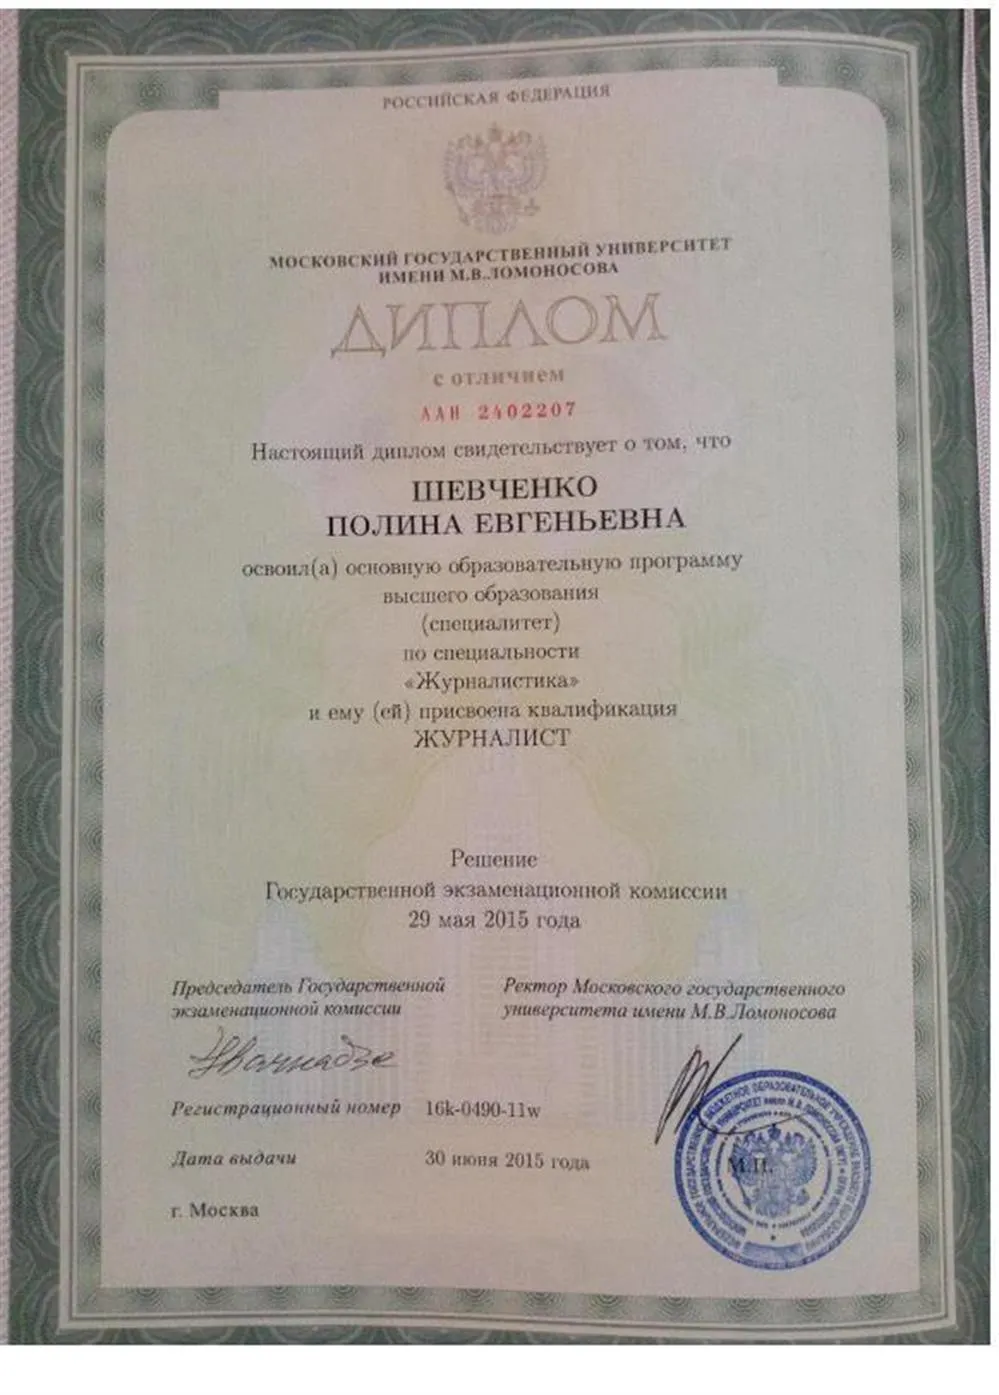 РОССИЙСКАЯ ФЕДЕРАЦИЯ
МОСКОВСКИЙ ГОСУДАРСТВЕННЫЙ УНИВЕРСИТЕТ
ИМЕНИ М.В.ЛОМОНОСОВА
ДИПЛОМ
с отличием
ААН 2402207
Настоящий диплом свидетельствует о том, что
ШЕВЧЕНКО
ПОЛИНА ЕВГЕНЬЕВНА
освоил(а) основную образовательную программу
высшего образования
(специалитет)
по специальности
«Журналистика»
и ему (ей) присвоена квалификация
ЖУРНАЛИСТ
Решение
Государственной экзаменационной комиссии
29 мая 2015 года
Председатель Государственной
экзаменационной комиссии
Ректор Московского государственного
университета имени М.В.Ломоносова
Регистрационный номер 16k-0490-11w
Дата выдачи 30 июня 2015 года
М.П.
г. Москва